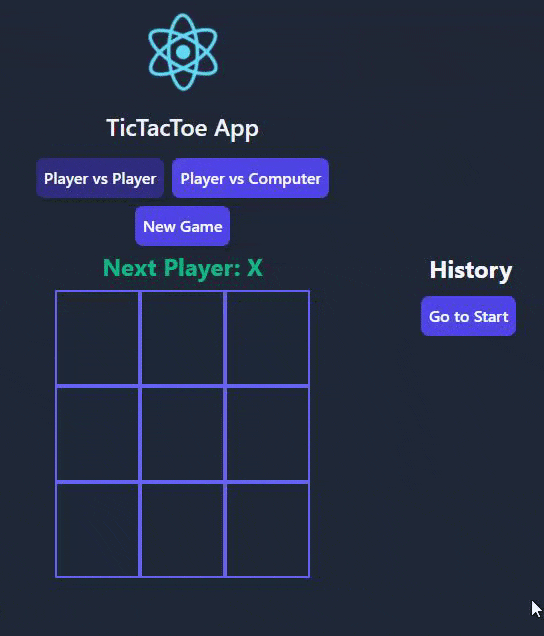 TicTacToe App
Player vs Player
Player vs Computer
New Game
Next Player: X
History
Go to Start